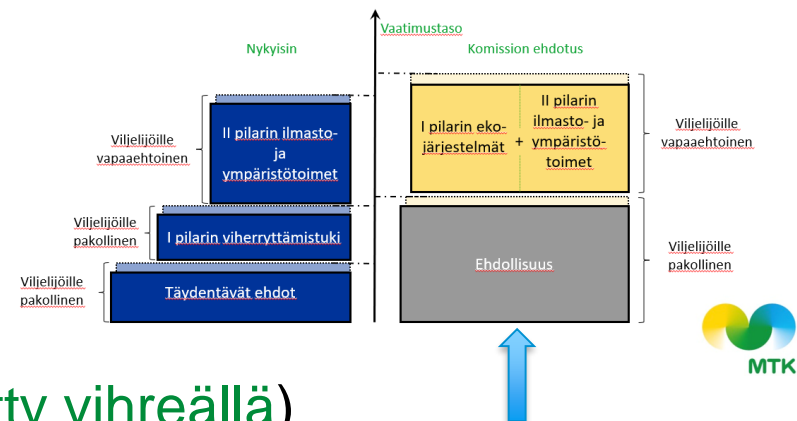 Vaatimustaso
Nykyisin
Komission ehdotus
Viljelijöille
vapaaehtoinen
II pilarin ilmasto-
ja
ympäristötoimet
I pilarin eko-
järjestelmät
+
II pilarin
ilmasto- ja
ympäristö-
toimet
Viljelijöille
vapaaehtoinen
Viljelijöille
pakollinen
I pilarin viherryttämistuki
Viljelijöille
pakollinen
Täydentävät ehdot
Ehdollisuus
Viljelijöille
pakollinen
MTK
vihreällä)